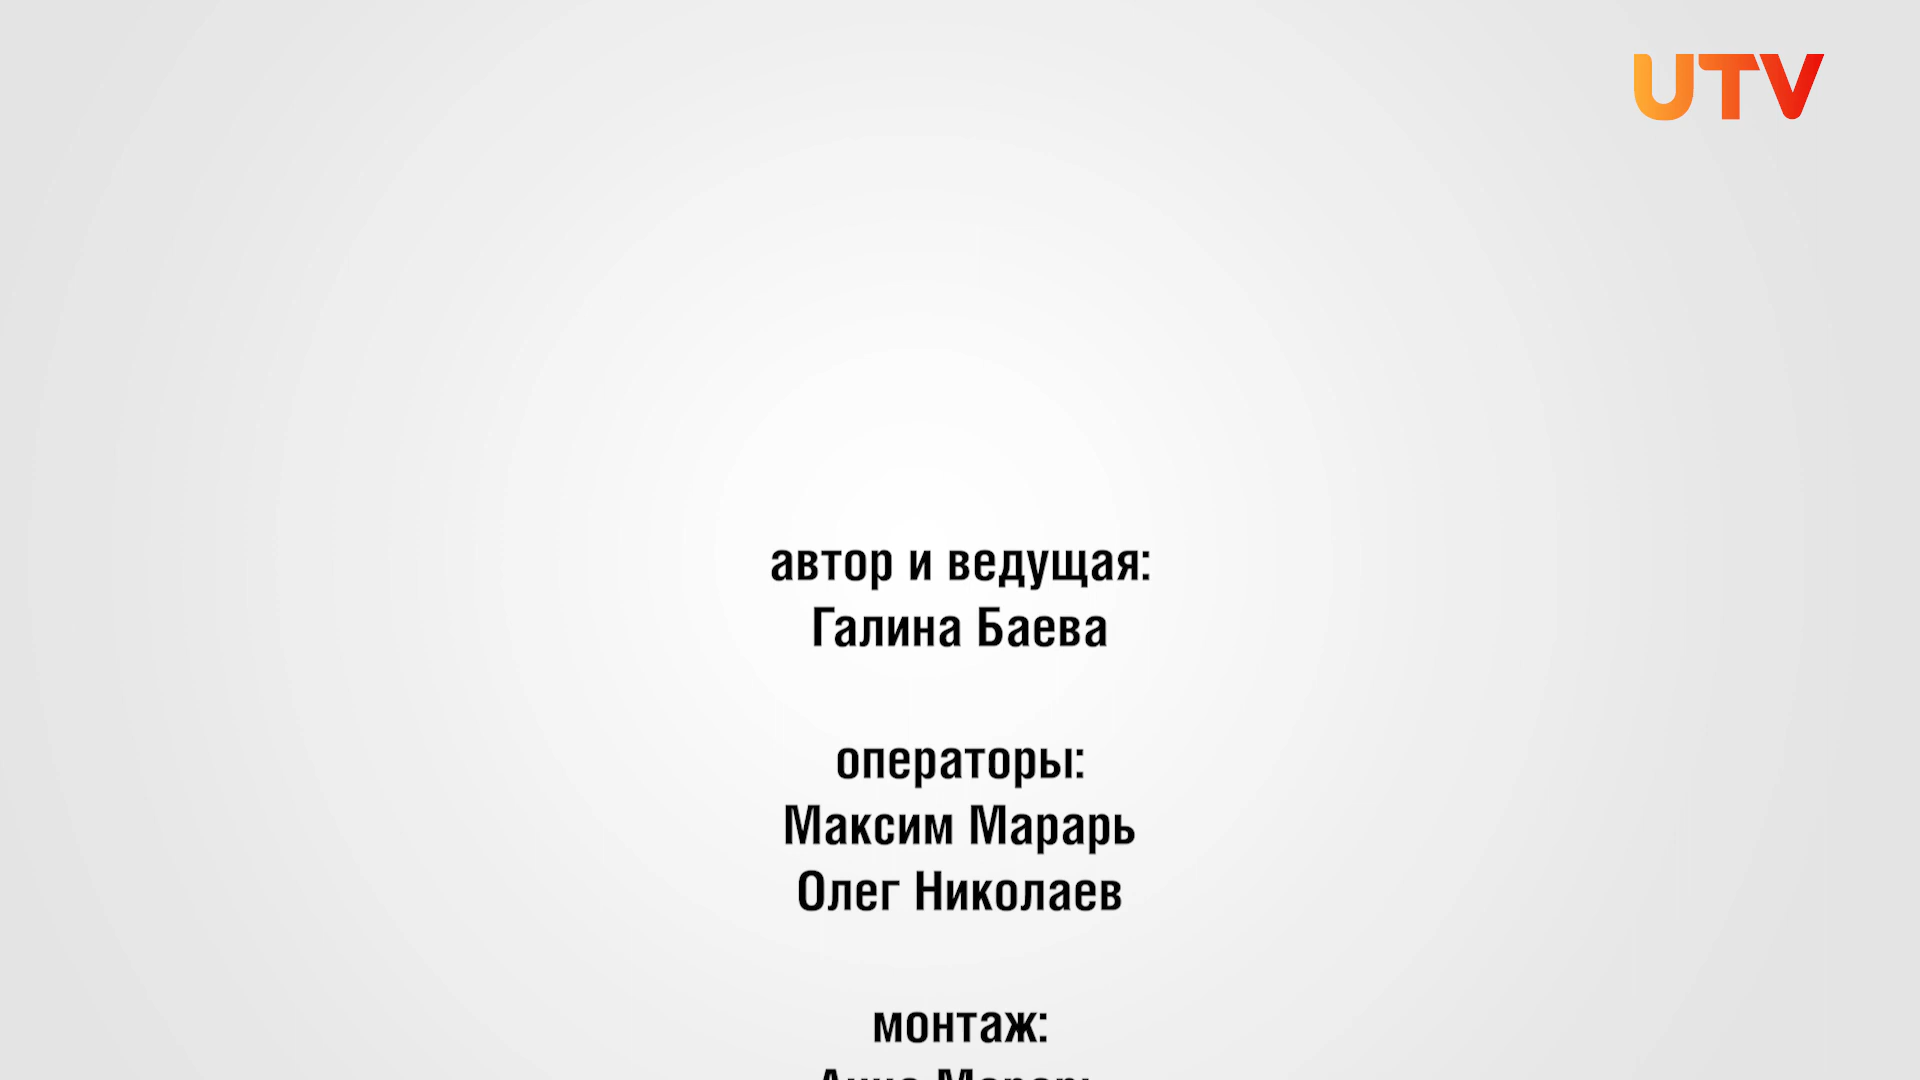 UTV
автор и ведущая:
Галина Баева
операторы:
Максим Марарь
Олег Николаев
монтаж: